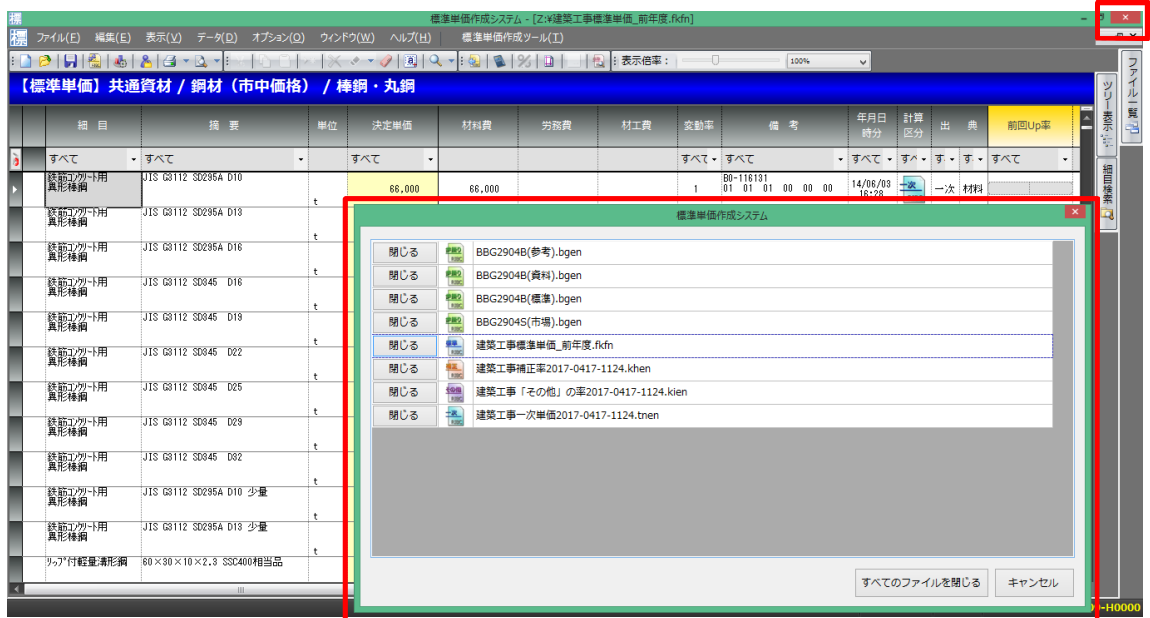 標準単価作成システム - [Z:¥建築工事標準単価_前年度.fkfn]
ファイル(F) 編集(E) 表示(V) データ(D) オプション(O) ウィンドウ(W) ヘルプ(H) 標準単価作成ツール(T)
表示倍率： 100%
【標準単価】共通資材 / 鋼材（市中価格） / 棒鋼・丸鋼
細 目 摘 要 単位 決定単価 材料費 労務費 材工費 変動率 備 考 年月日時分 計算区分 出 典 前回Up率
すべて すべて すべて すべて すべて すべて すべて
鉄筋ｺﾝｸﾘｰﾄ用異形棒鋼 JIS G3112 SD295A D10 t 66,000 66,000 1 B0-116131 01 01 01 00 00 00 14/06/03 16:28 一次 一次 材料
鉄筋ｺﾝｸﾘｰﾄ用異形棒鋼 JIS G3112 SD295A D13 t
鉄筋ｺﾝｸﾘｰﾄ用異形棒鋼 JIS G3112 SD295A D16 t
鉄筋ｺﾝｸﾘｰﾄ用異形棒鋼 JIS G3112 SD345 D16 t
鉄筋ｺﾝｸﾘｰﾄ用異形棒鋼 JIS G3112 SD345 D19 t
鉄筋ｺﾝｸﾘｰﾄ用異形棒鋼 JIS G3112 SD345 D22 t
鉄筋ｺﾝｸﾘｰﾄ用異形棒鋼 JIS G3112 SD345 D25 t
鉄筋ｺﾝｸﾘｰﾄ用異形棒鋼 JIS G3112 SD345 D29 t
鉄筋ｺﾝｸﾘｰﾄ用異形棒鋼 JIS G3112 SD345 D32 t
鉄筋ｺﾝｸﾘｰﾄ用異形棒鋼 JIS G3112 SD295A D10 少量 t
鉄筋ｺﾝｸﾘｰﾄ用異形棒鋼 JIS G3112 SD295A D13 少量 t
ﾘｯﾌﾟ付軽量溝形鋼 60×30×10×2.3 SSC400相当品
標準単価作成システム
閉じる BBG2904B(参考).bgen
閉じる BBG2904B(資料).bgen
閉じる BBG2904B(標準).bgen
閉じる BBG2904S(市場).bgen
閉じる 建築工事標準単価_前年度.fkfn
閉じる 建築工事補正率2017-0417-1124.khen
閉じる 建築工事「その他」の率2017-0417-1124.kien
閉じる 建築工事一次単価2017-0417-1124.tnen
すべてのファイルを閉じる キャンセル
ファイル一覧
ツリー表示
細目検索
-H0000